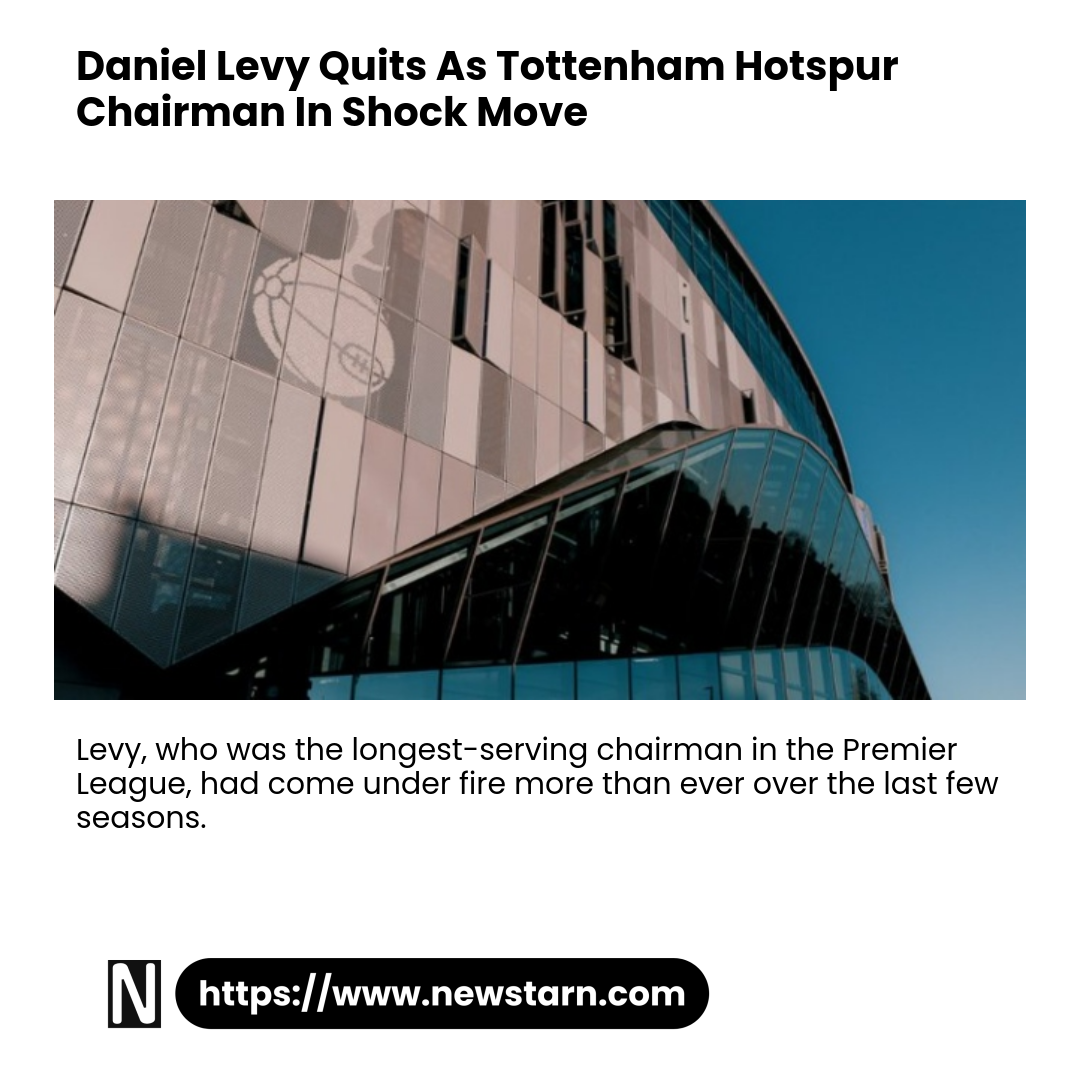 Daniel Levy Quits As Tottenham Hotspur
Chairman In Shock Move
Levy, who was the longest-serving chairman in the Premier
League, had come under fire more than ever over the last few
seasons.
N
https://www.newstarn.com